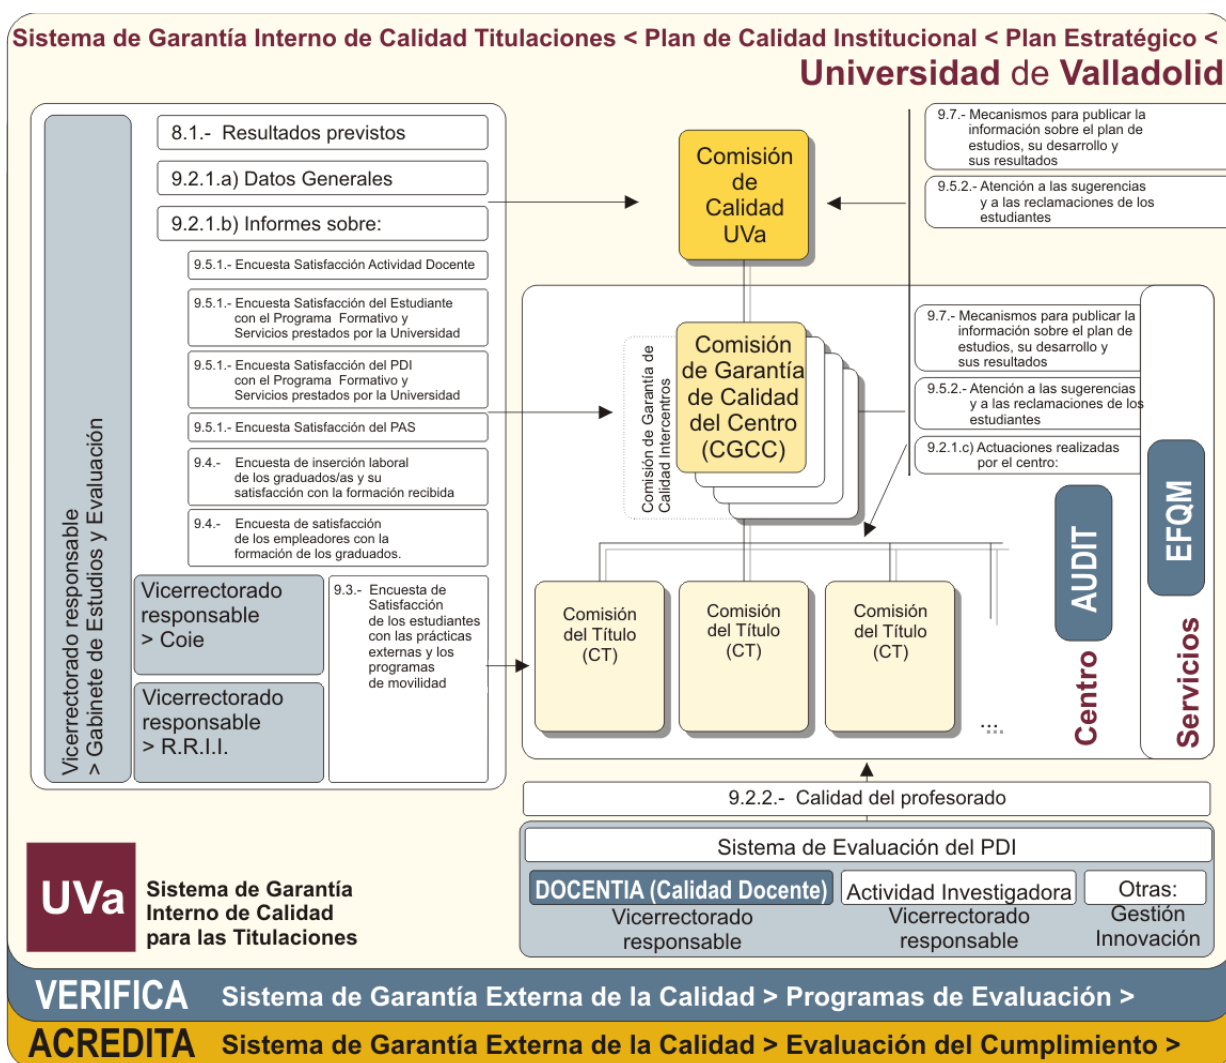 Sistema de Garantía Interno de Calidad Titulaciones < Plan de Calidad Institucional < Plan Estratégico <
Universidad de Valladolid
Vicerrectorado responsable
> Gabinete de Estudios y Evaluación
8.1.- Resultados previstos
9.2.1.a) Datos Generales
9.2.1.b) Informes sobre:
9.5.1.- Encuesta Satisfacción Actividad Docente
9.5.1.- Encuesta Satisfacción del Estudiante
con el Programa Formativo y
Servicios prestados por la Universidad
9.5.1.- Encuesta Satisfacción del PDI
con el Programa Formativo y
Servicios prestados por la Universidad
9.5.1.- Encuesta Satisfacción del PAS
9.4.- Encuesta de inserción laboral
de los graduados/as y su
satisfacción con la formación recibida
9.4.- Encuesta de satisfacción
de los empleadores con la
formación de los graduados.
Vicerrectorado
responsable
> Coie
Vicerrectorado
responsable
> R.R.I.I.
9.3.- Encuesta de
Satisfacción
de los estudiantes
con las prácticas
externas y los
programas
de movilidad
Comisión
de
Calidad
UVa
9.7.- Mecanismos para publicar la
información sobre el plan de
estudios, su desarrollo y
sus resultados
9.5.2.- Atención a las sugerencias
y a las reclamaciones de los
estudiantes
Comisión de Garantía de
Calidad Intercentros
Comisión
de Garantía
de Calidad
del Centro
(CGCC)
9.7.- Mecanismos para publicar la
información sobre el plan de
estudios, su desarrollo y
sus resultados
9.5.2.- Atención a las sugerencias
y a las reclamaciones de los
estudiantes
9.2.1.c) Actuaciones realizadas
por el centro:
Comisión
del Título
(CT)
Comisión
del Título
(CT)
Comisión
del Título
(CT)
Centro
AUDIT
Servicios
EFQM
9.2.2.- Calidad del profesorado
Sistema de Evaluación del PDI
DOCENTIA (Calidad Docente)
Vicerrectorado
responsable
Actividad Investigadora
Vicerrectorado
responsable
Otras:
Gestión
Innovación
UVa
Sistema de Garantía
Interno de Calidad
para las Titulaciones
VERIFICA Sistema de Garantía Externa de la Calidad > Programas de Evaluación >
ACREDITA Sistema de Garantía Externa de la Calidad > Evaluación del Cumplimiento >